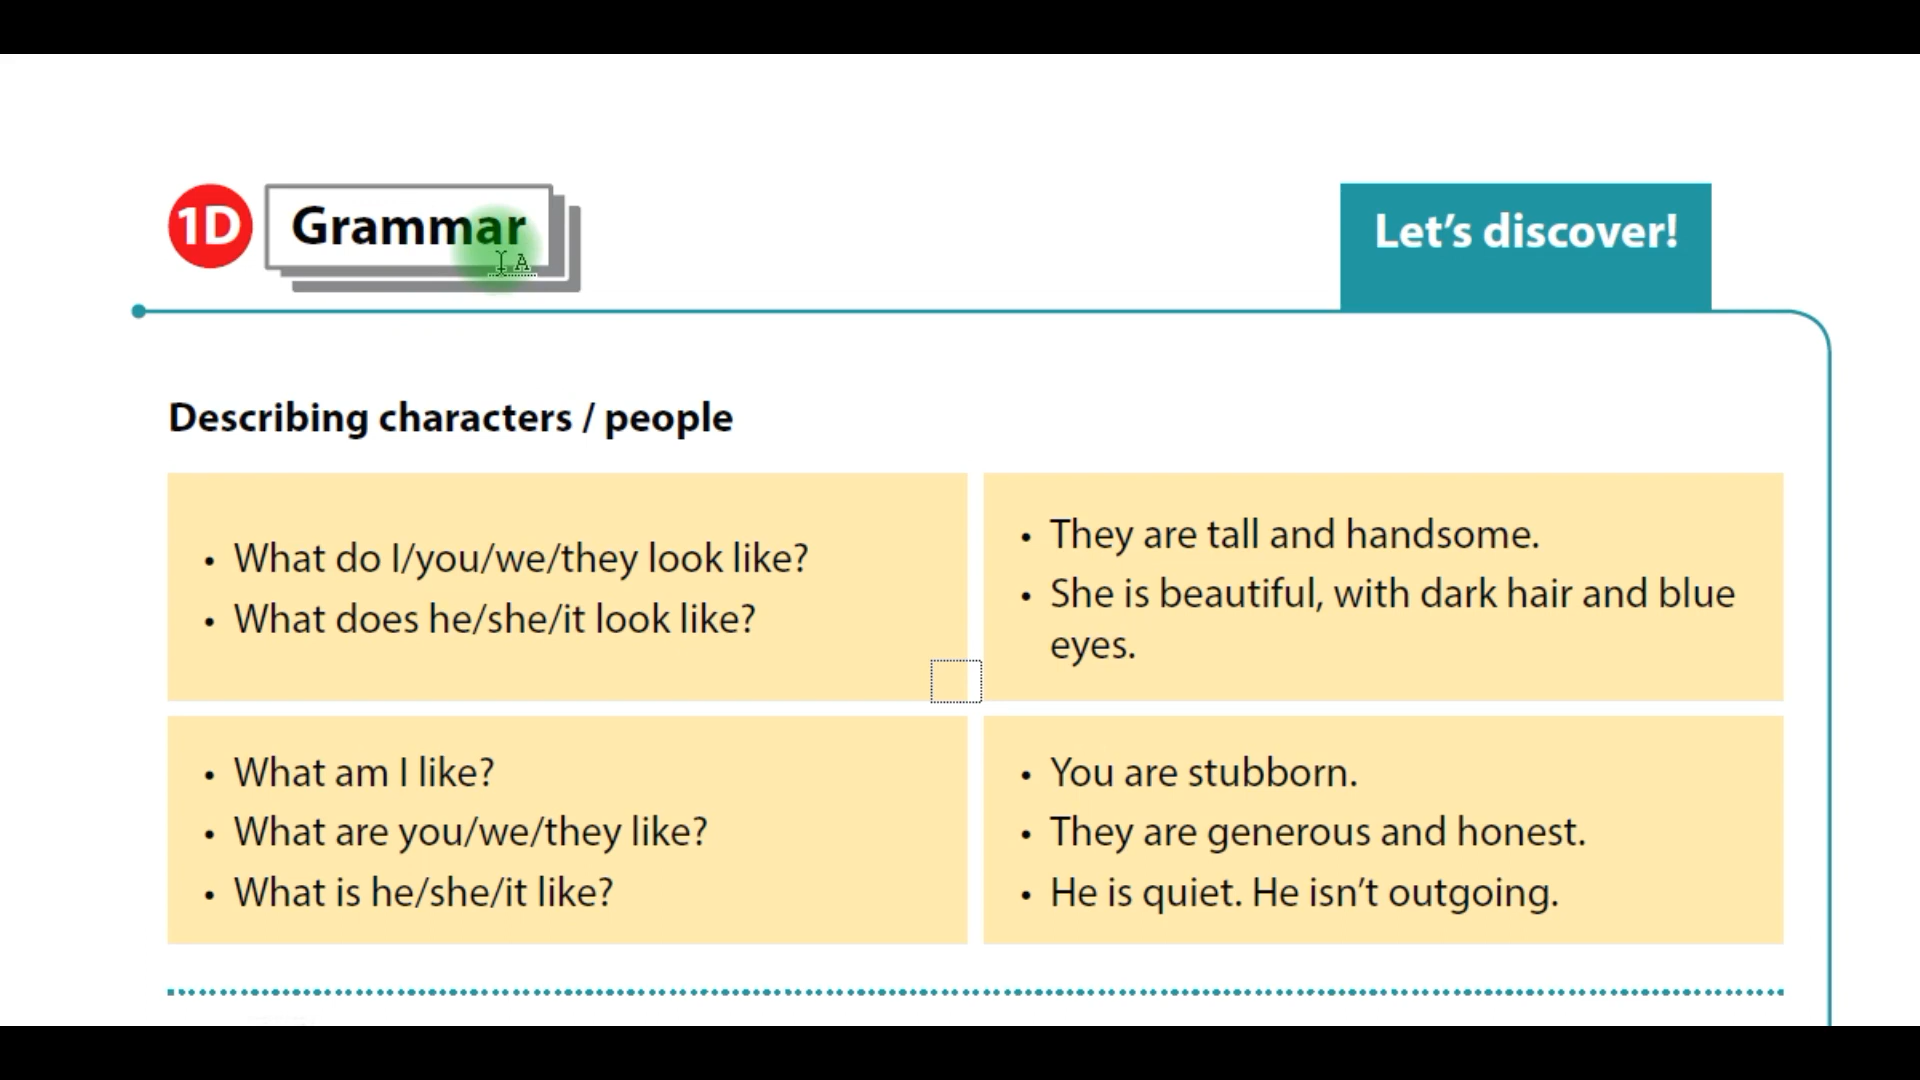 1D Grammar
Let's discover!
Describing characters / people
• What do I/you/we/they look like?
• What does he/she/it look like?
• They are tall and handsome.
• She is beautiful, with dark hair and blue
eyes.
• What am I like?
• What are you/we/they like?
• What is he/she/it like?
• You are stubborn.
• They are generous and honest.
• He is quiet. He isn't outgoing.